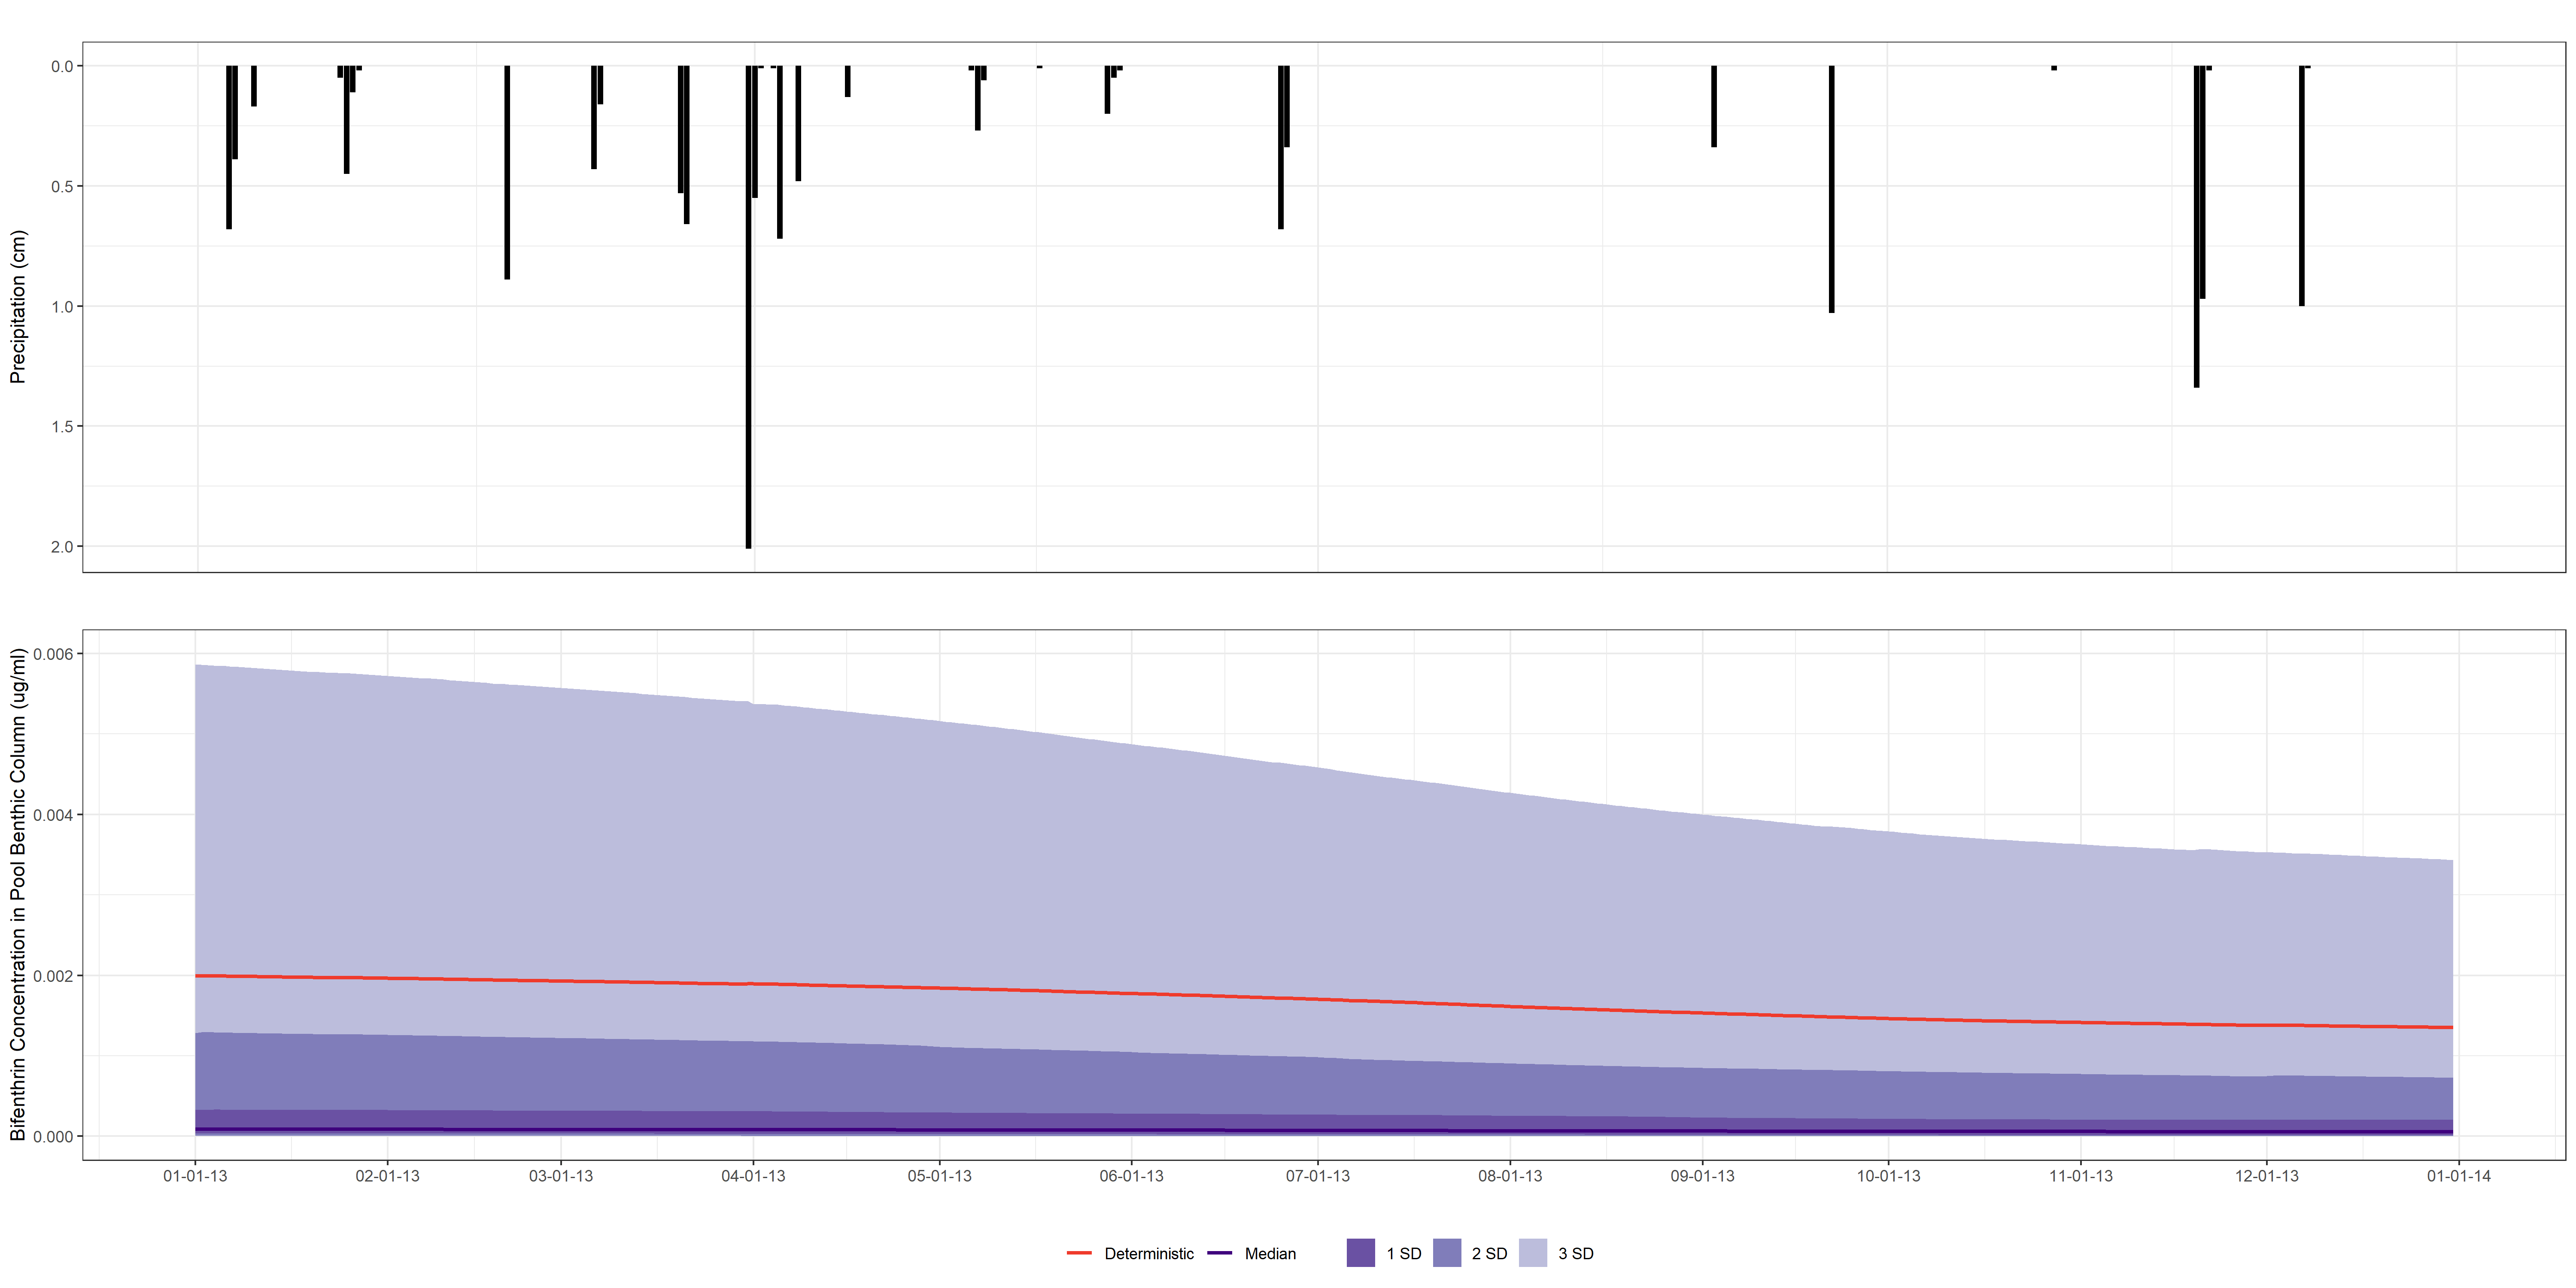 Precipitation (cm)
0.0
0.5
1.0
1.5
2.0
Bifenthrin Concentration in Pool Benthic Column (ug/ml)
0.006
0.004
0.002
0.000
01-01-13 02-01-13 03-01-13 04-01-13 05-01-13 06-01-13 07-01-13 08-01-13 09-01-13 10-01-13 11-01-13 12-01-13 01-01-14
Deterministic Median 1 SD 2 SD 3 SD